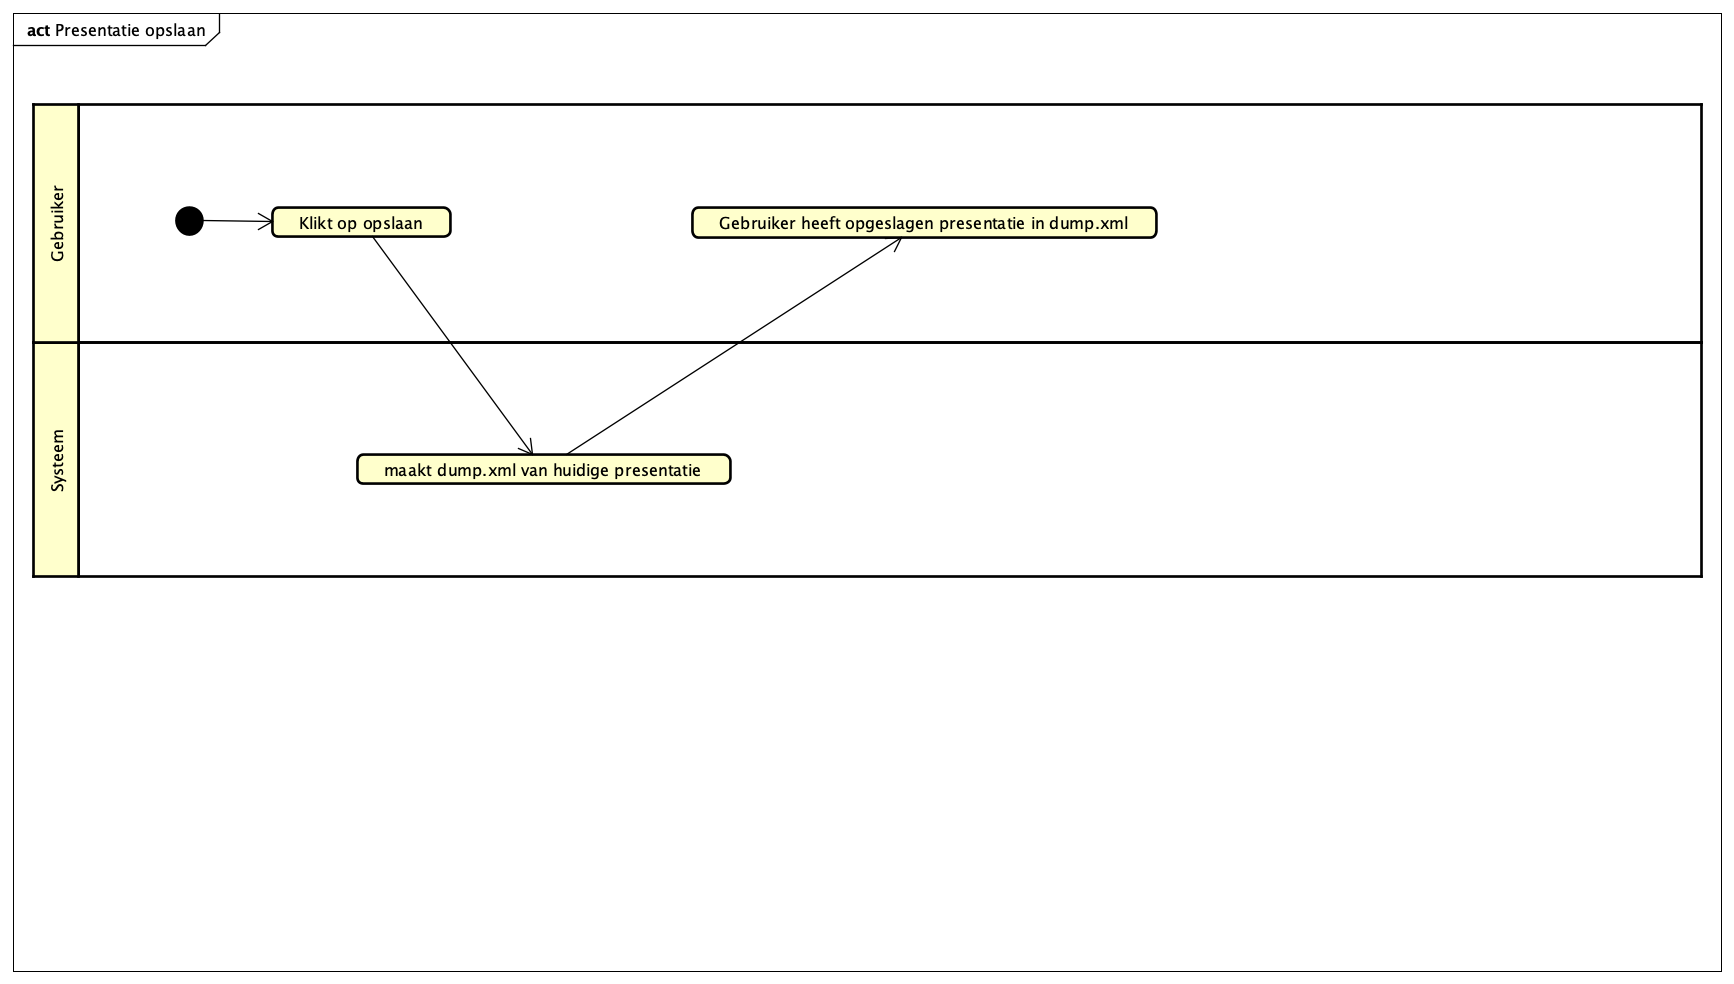 act Presentatie opslaan
Gebruiker
Klikt op opslaan
Gebruiker heeft opgeslagen presentatie in dump.xml
Systeem
maakt dump.xml van huidige presentatie